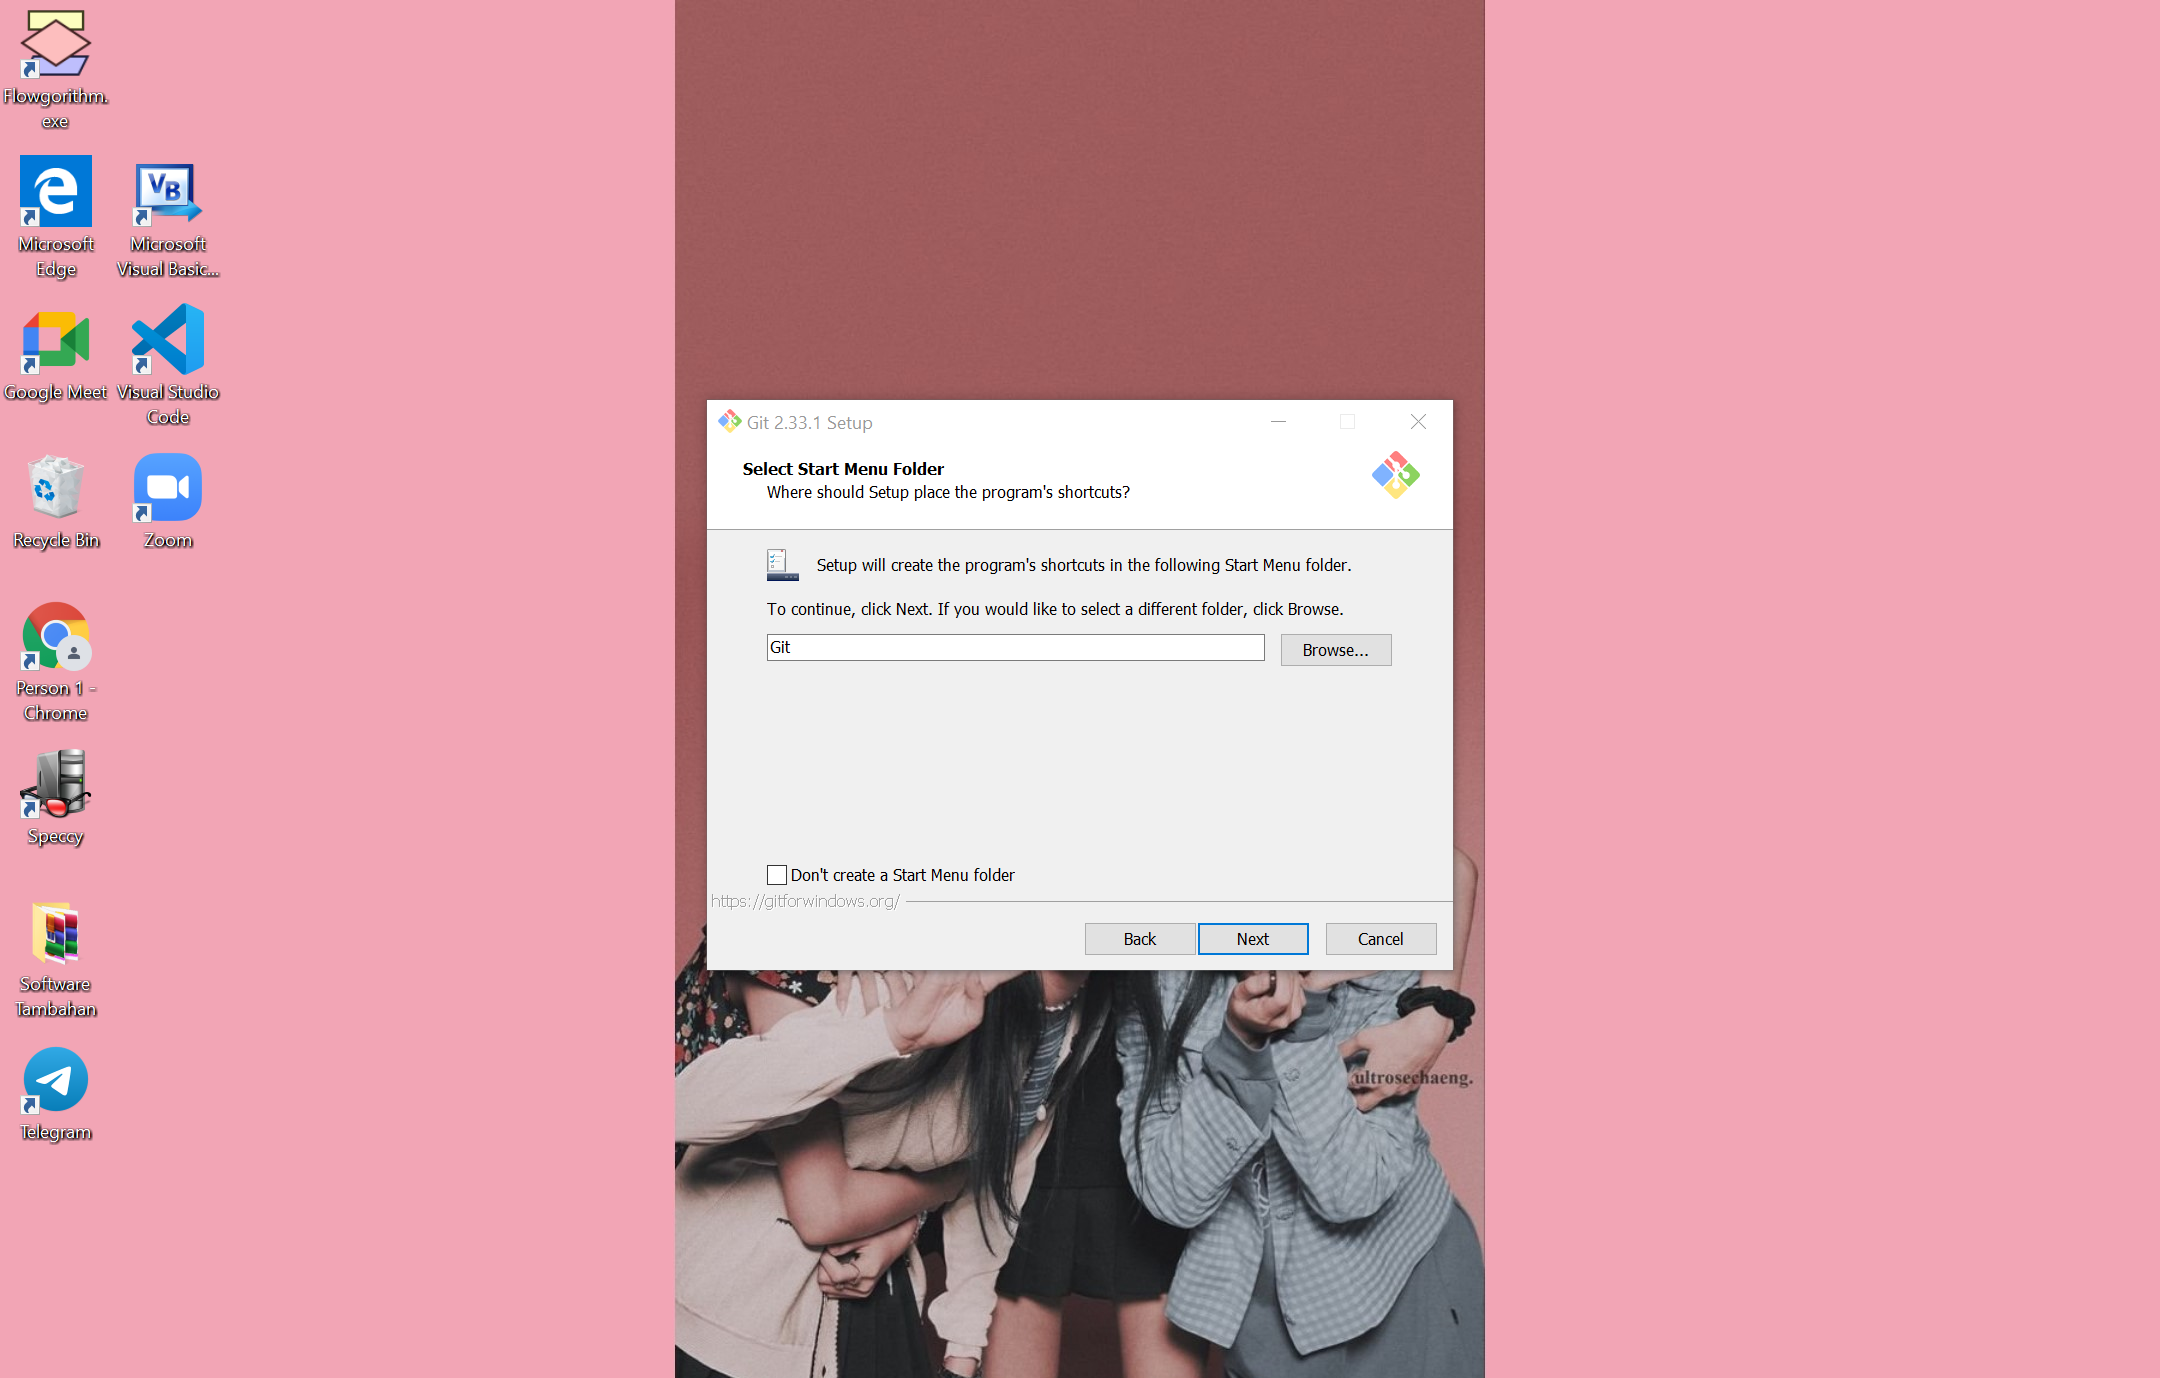 Flowgorithm.
exe
Microsoft
Edge
Microsoft
Visual Basic...
Google Meet
Visual Studio
Code
Recycle Bin
Zoom
Person 1 -
Chrome
Speccy
Software
Tambahan
Telegram
Git 2.33.1 Setup
Select Start Menu Folder
Where should Setup place the program's shortcuts?
Setup will create the program's shortcuts in the following Start Menu folder.
To continue, click Next. If you would like to select a different folder, click Browse.
Git
Browse...
Don't create a Start Menu folder
https://gitforwindows.org/
Back
Next
Cancel
ultrosechaeng.